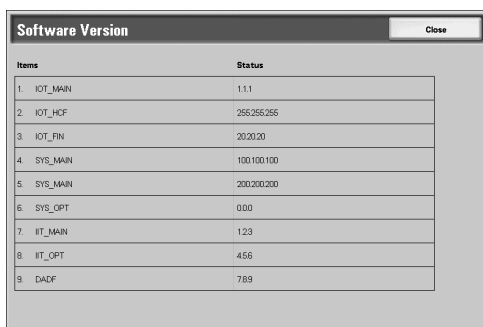 Software Version
Close
Items Status
1. IOT_MAIN 1.1.1
2. IOT_HCF 255.255.255
3. IOT_FIN 20.20.20
4. SYS_MAIN 100.100.100
5. SYS_MAIN 200.200.200
6. SYS_OPT 0.0.0
7. IIT_MAIN 1.2.3
8. IIT_OPT 4.5.6
9. DADF 7.8.9